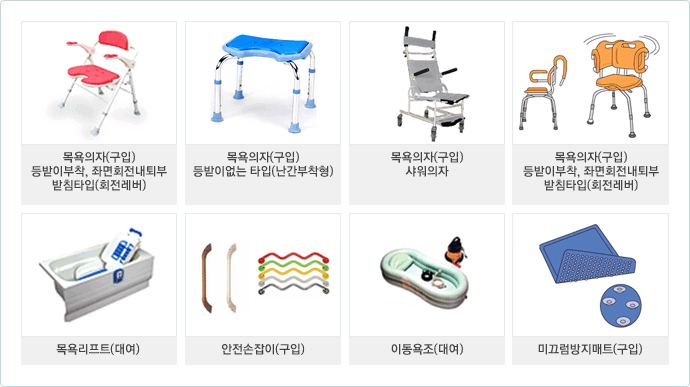 목욕의자(구입)
등받이부착, 좌면회전내퇴부
받침타입(회전레버)
목욕의자(구입)
등받이없는 타입(난간부착형)
목욕의자(구입)
샤워의자
목욕의자(구입)
등받이부착, 좌면회전내퇴부
받침타입(회전레버)
목욕리프트(대여)
안전손잡이(구입)
이동욕조(대여)
미끄럼방지매트(구입)